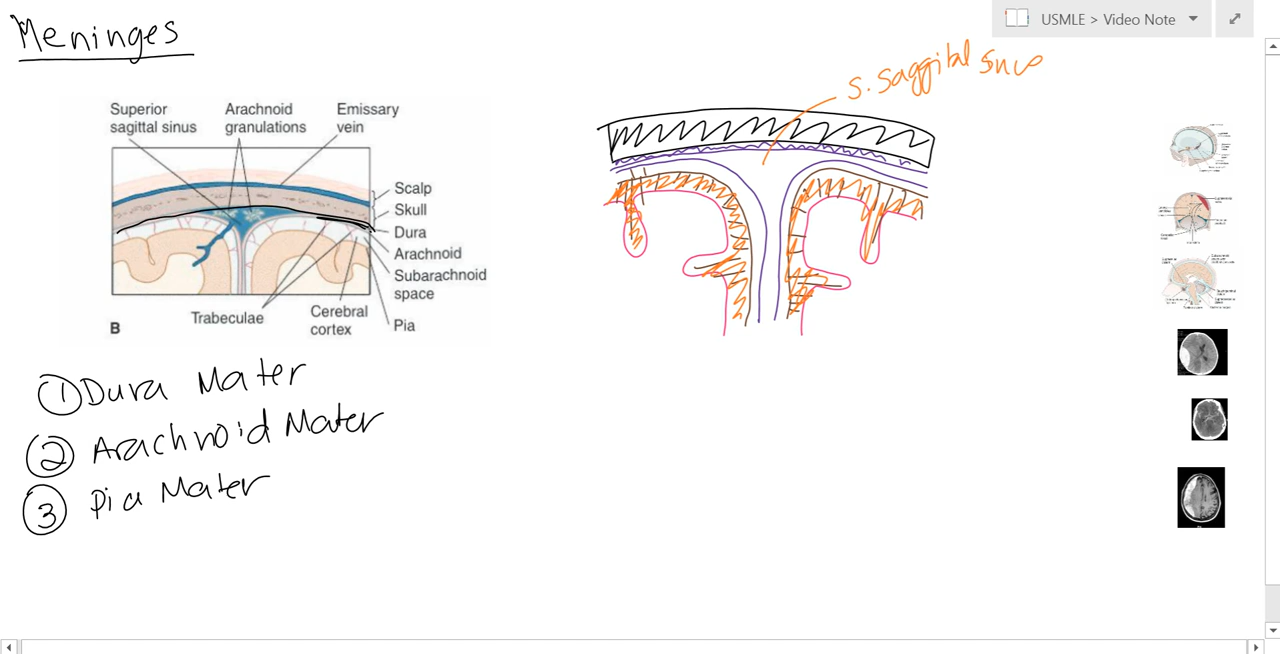 Meninges
USMLE > Video Note
S. Saggital Sinus
Superior
sagittal sinus
Arachnoid
granulations
Emissary
vein
Scalp
Skull
Dura
Arachnoid
Subarachnoid
space
Pia
Trabeculae
Cerebral
cortex
B
① Dura Mater
② Arachnoid Mater
③ Pia Mater